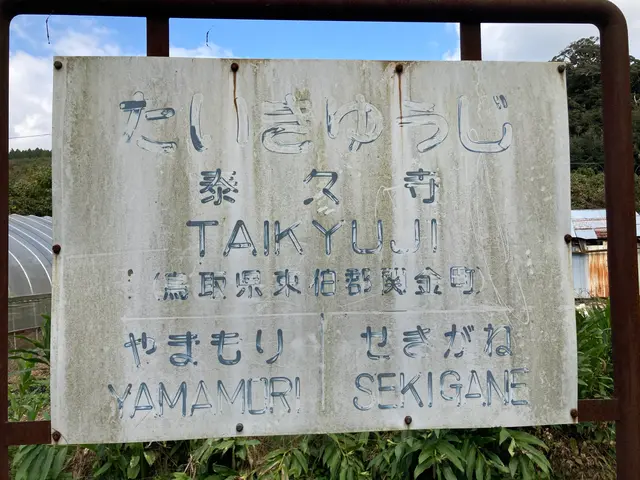 たいきゅうじ
泰久寺
TAIKYUJI
(鳥取県東伯郡関金町)
やまもり せきがね
YAMAMORI SEKIGANE